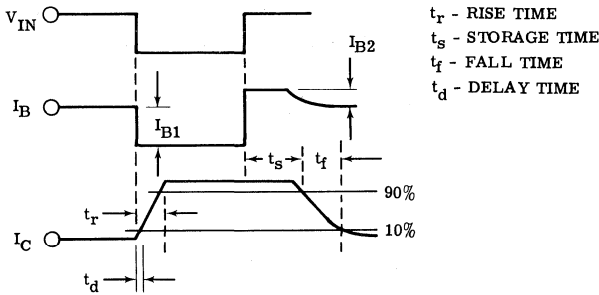 V_IN
I_B
I_C
I_B1
I_B2
t_s
t_f
t_r
t_d
90%
10%
t_r - RISE TIME
t_s - STORAGE TIME
t_f - FALL TIME
t_d - DELAY TIME